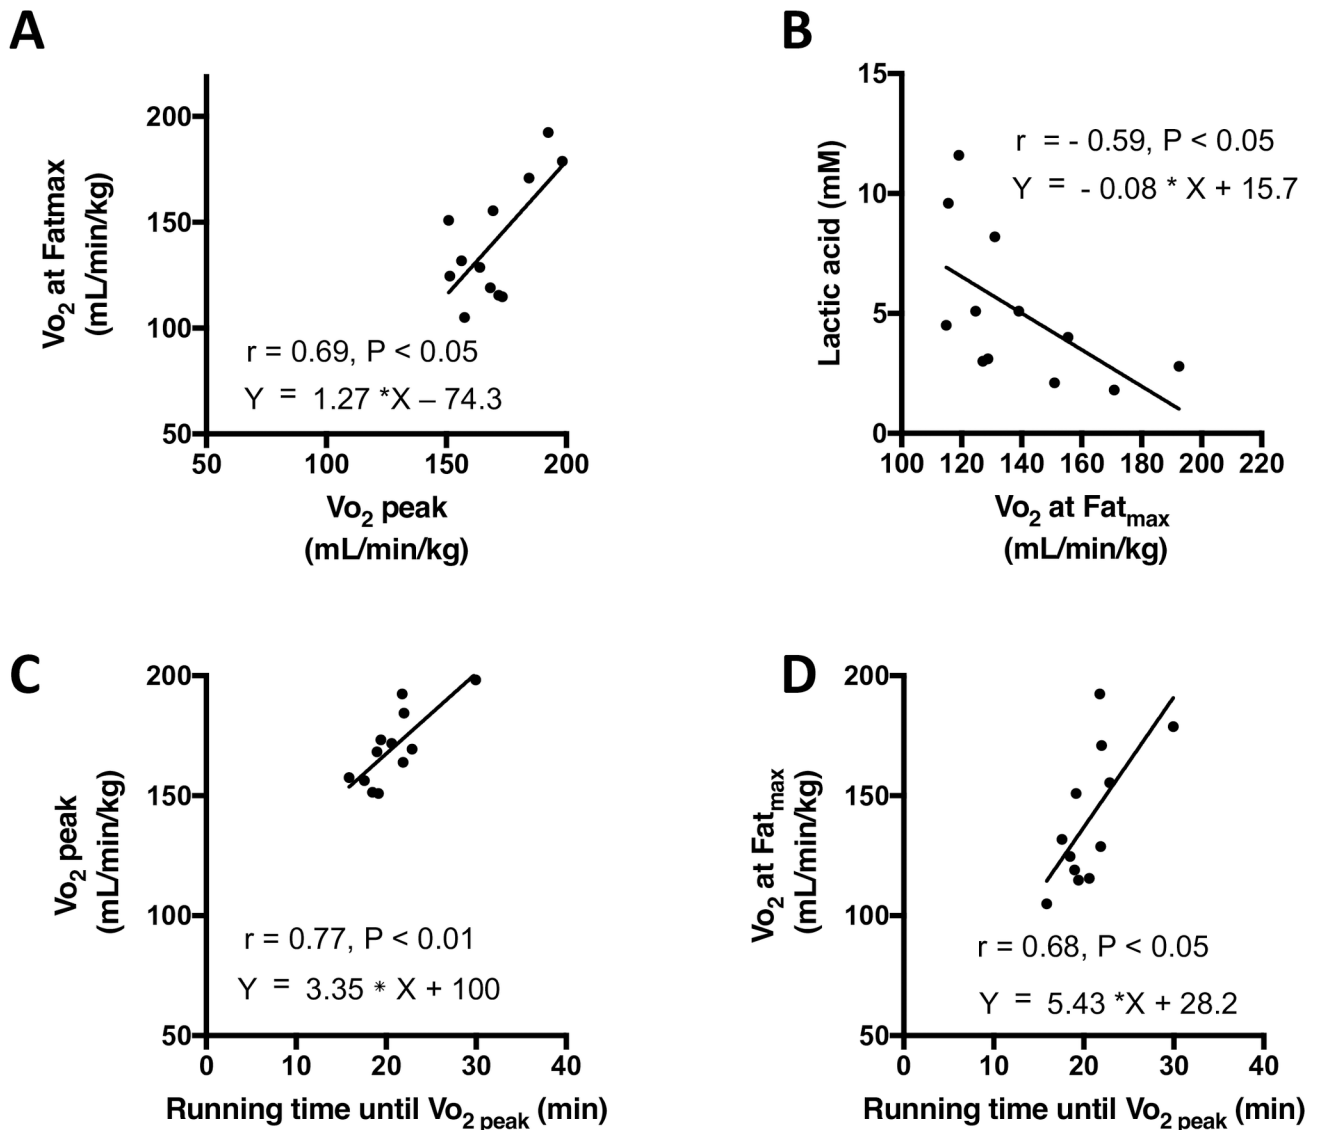 A
Vo2 at Fatmax
(mL/min/kg)
200
150
100
50
r = 0.69, P < 0.05
Y = 1.27 *X – 74.3
50 100 150 200
Vo2 peak
(mL/min/kg)
B
Lactic acid (mM)
15
10
5
0
r = - 0.59, P < 0.05
Y = - 0.08 * X + 15.7
100 120 140 160 180 200 220
Vo2 at Fatmax
(mL/min/kg)
C
Vo2 peak
(mL/min/kg)
200
150
100
50
r = 0.77, P < 0.01
Y = 3.35 * X + 100
0 10 20 30 40
Running time until Vo2 peak (min)
D
Vo2 at Fatmax
(mL/min/kg)
200
150
100
50
r = 0.68, P < 0.05
Y = 5.43 *X + 28.2
0 10 20 30 40
Running time until Vo2 peak (min)